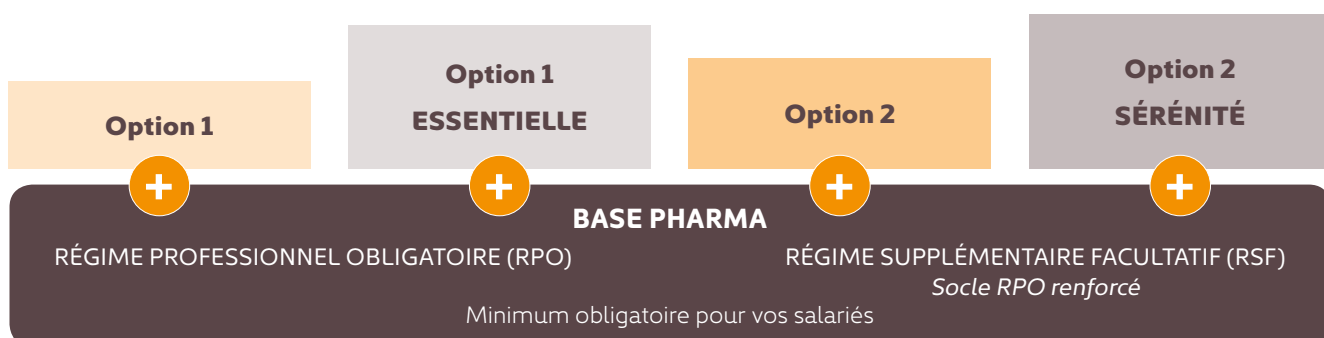 Option 1
Option 1
ESSENTIELLE
Option 2
Option 2
SÉRÉNITÉ
+ + + +
BASE PHARMA
RÉGIME PROFESSIONNEL OBLIGATOIRE (RPO)
RÉGIME SUPPLÉMENTAIRE FACULTATIF (RSF)
Socle RPO renforcé
Minimum obligatoire pour vos salariés